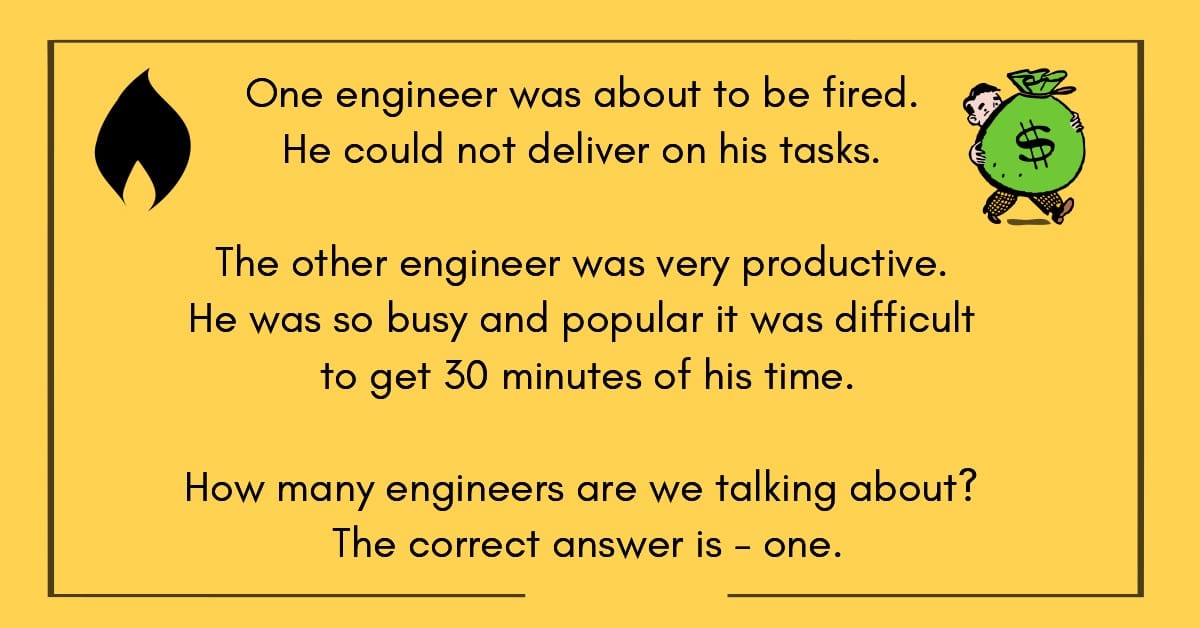 One engineer was about to be fired.
He could not deliver on his tasks.
$
The other engineer was very productive.
He was so busy and popular it was difficult
to get 30 minutes of his time.
How many engineers are we talking about?
The correct answer is - one.